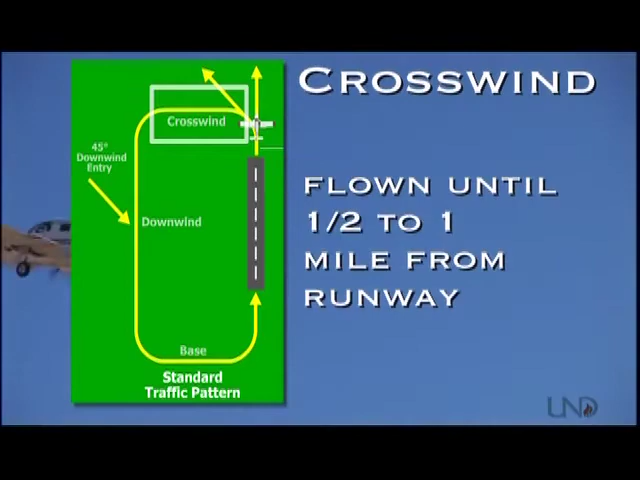 CROSSWIND
Crosswind
45°
Downwind
Entry
Downwind
Base
Standard
Traffic Pattern
FLOWN UNTIL
1/2 TO 1
MILE FROM
RUNWAY
UND